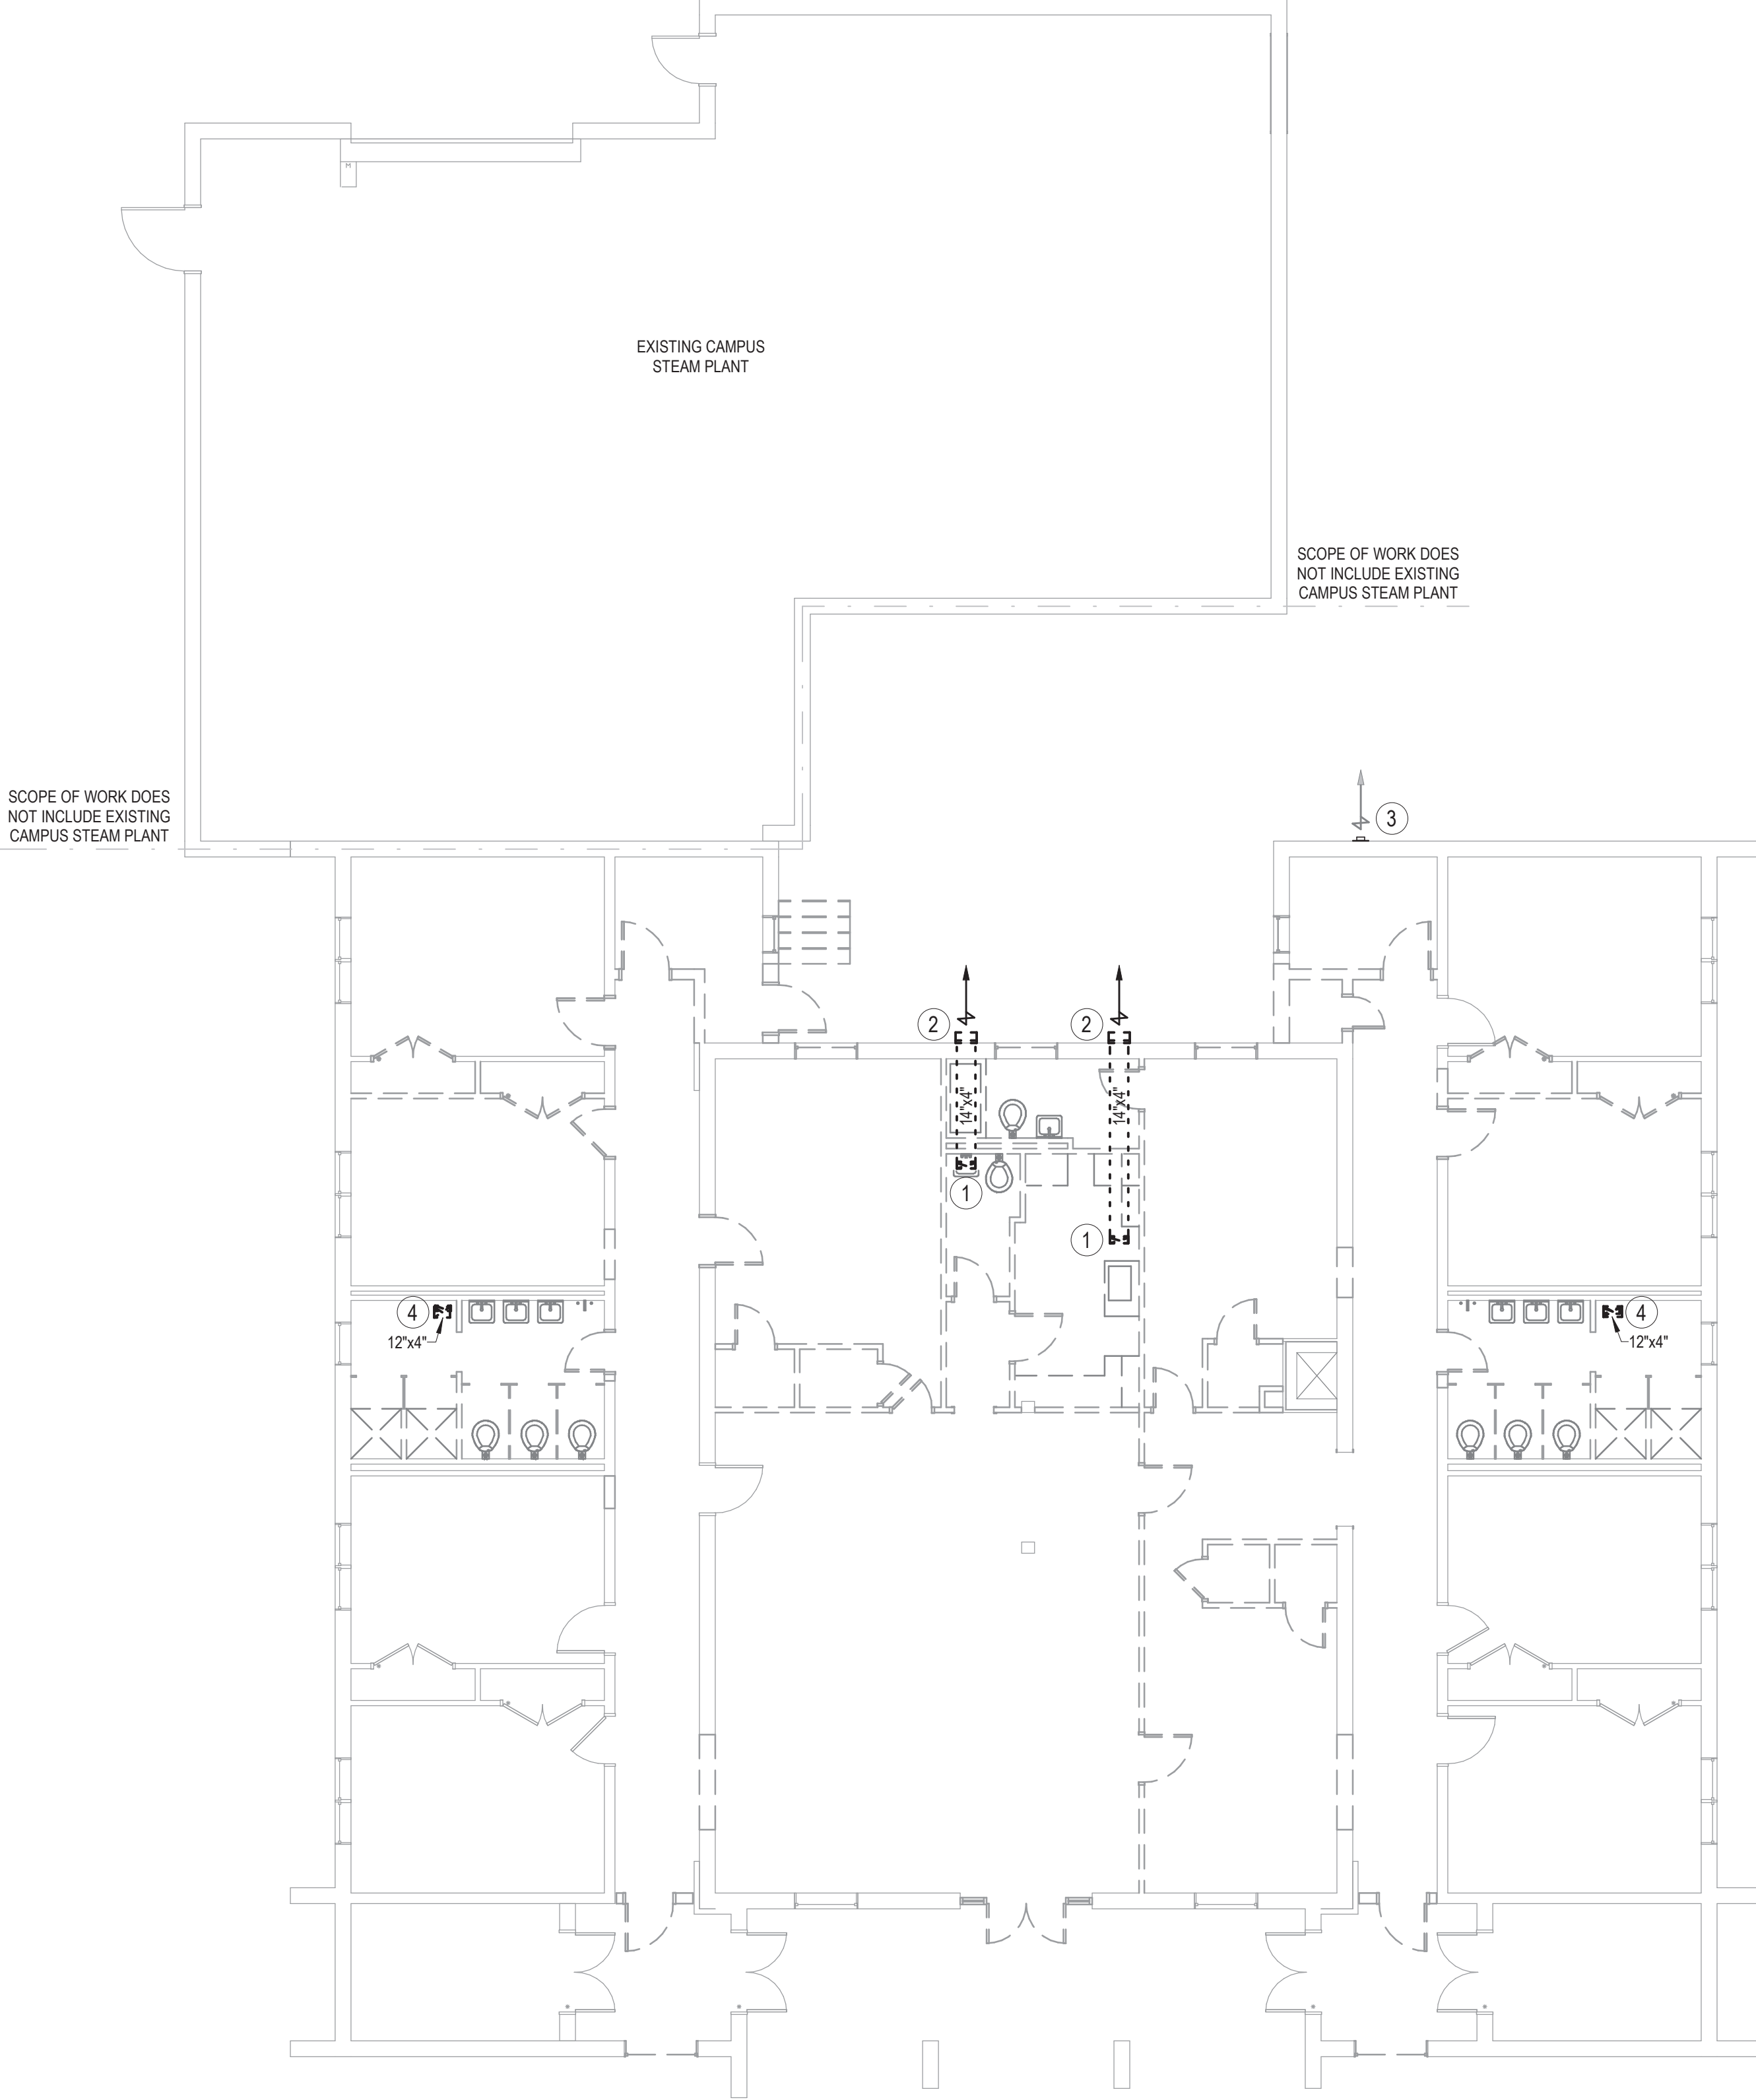 M
EXISTING CAMPUS
STEAM PLANT
SCOPE OF WORK DOES
NOT INCLUDE EXISTING
CAMPUS STEAM PLANT
SCOPE OF WORK DOES
NOT INCLUDE EXISTING
CAMPUS STEAM PLANT
3
2
2
14"x4"
14"x4"
1
1
4
12"x4"
4
12"x4"